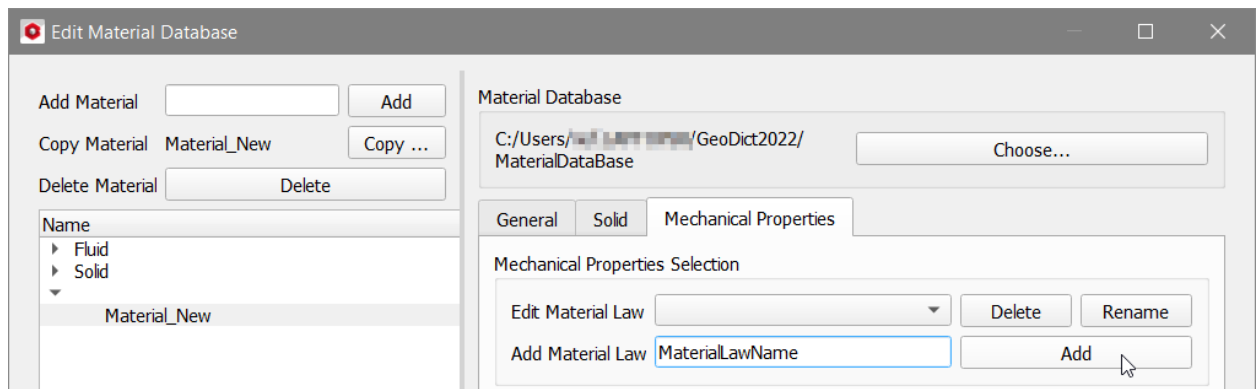 Edit Material Database
Add Material
Add
Copy Material Material_New
Copy ...
Delete Material
Delete
Name
Fluid
Solid
Material_New
Material Database
C:/Users/ /GeoDict2022/
MaterialDataBase
Choose...
General Solid Mechanical Properties
Mechanical Properties Selection
Edit Material Law
Delete
Rename
Add Material Law MaterialLawName
Add